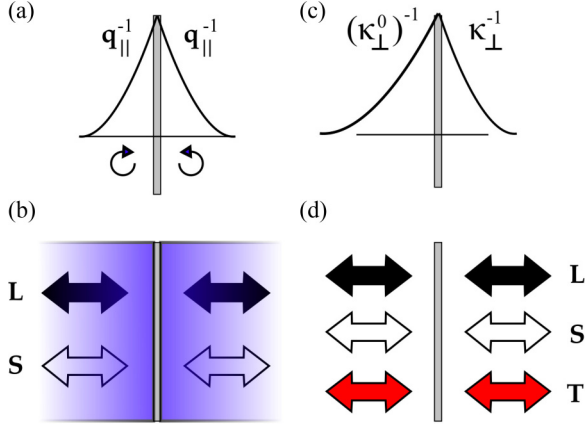 (a)
q||⁻¹ q||⁻¹
(c)
(κ⊥⁰)⁻¹ κ⊥⁻¹
(b)
L
S
(d)
L
S
T